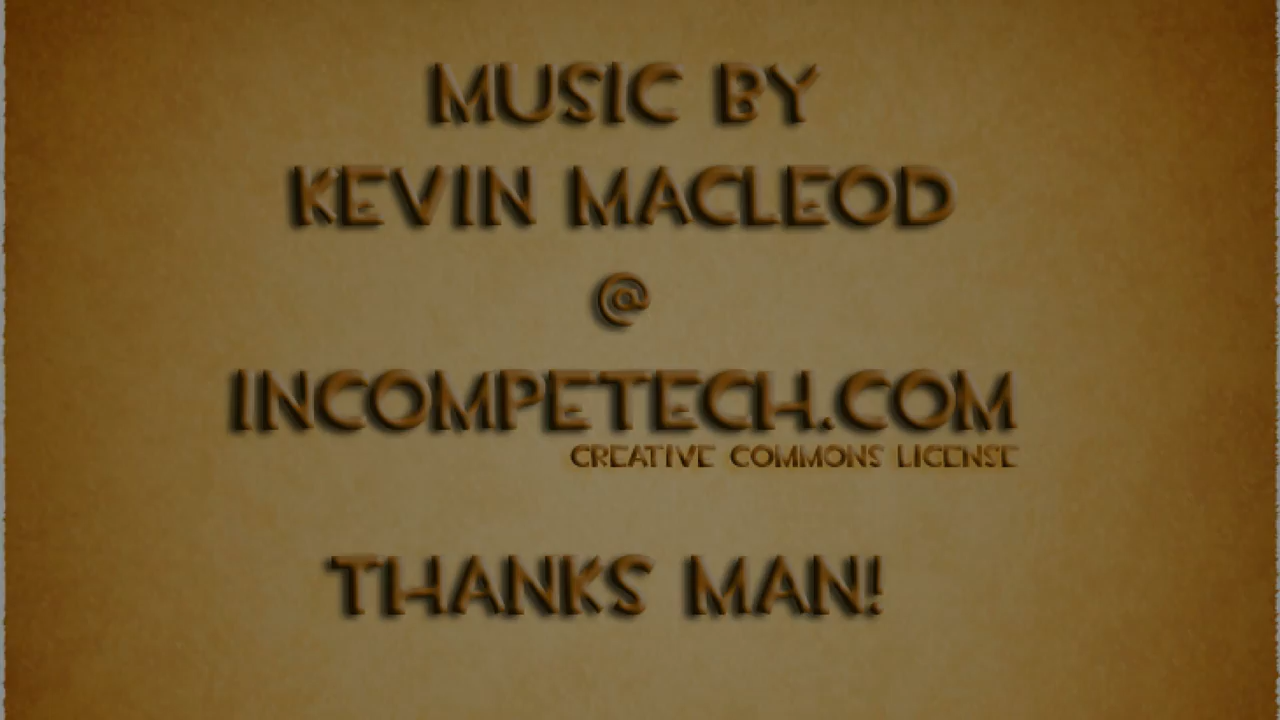 MUSIC BY
KEVIN MACLEOD
@
INCOMPETECH.COM
CREATIVE COMMONS LICENSE
THANKS MAN!